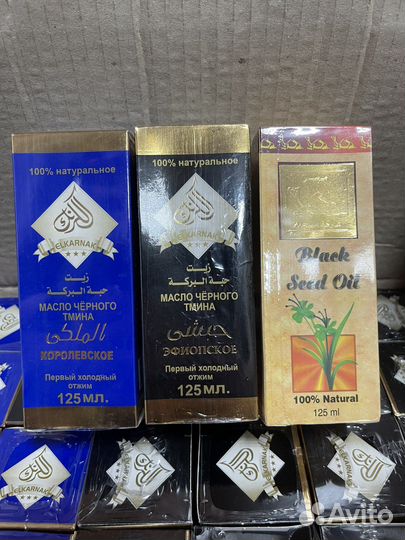 100% натуральное
ELKARNAK
زيت
حبة البركة
МАСЛО ЧЁРНОГО
ТМИНА
الملكي
КОРОЛЕВСКОЕ
Первый холодный
отжим
125 МЛ.
100% натуральное
ELKARNAK
زيت
حبة البركة
МАСЛО ЧЁРНОГО
ТМИНА
حبشي
ЭФИОПСКОЕ
Первый холодный
отжим
125 МЛ.
Black
Seed Oil
100% Natural
125 ml
ELKARNAK
Avito